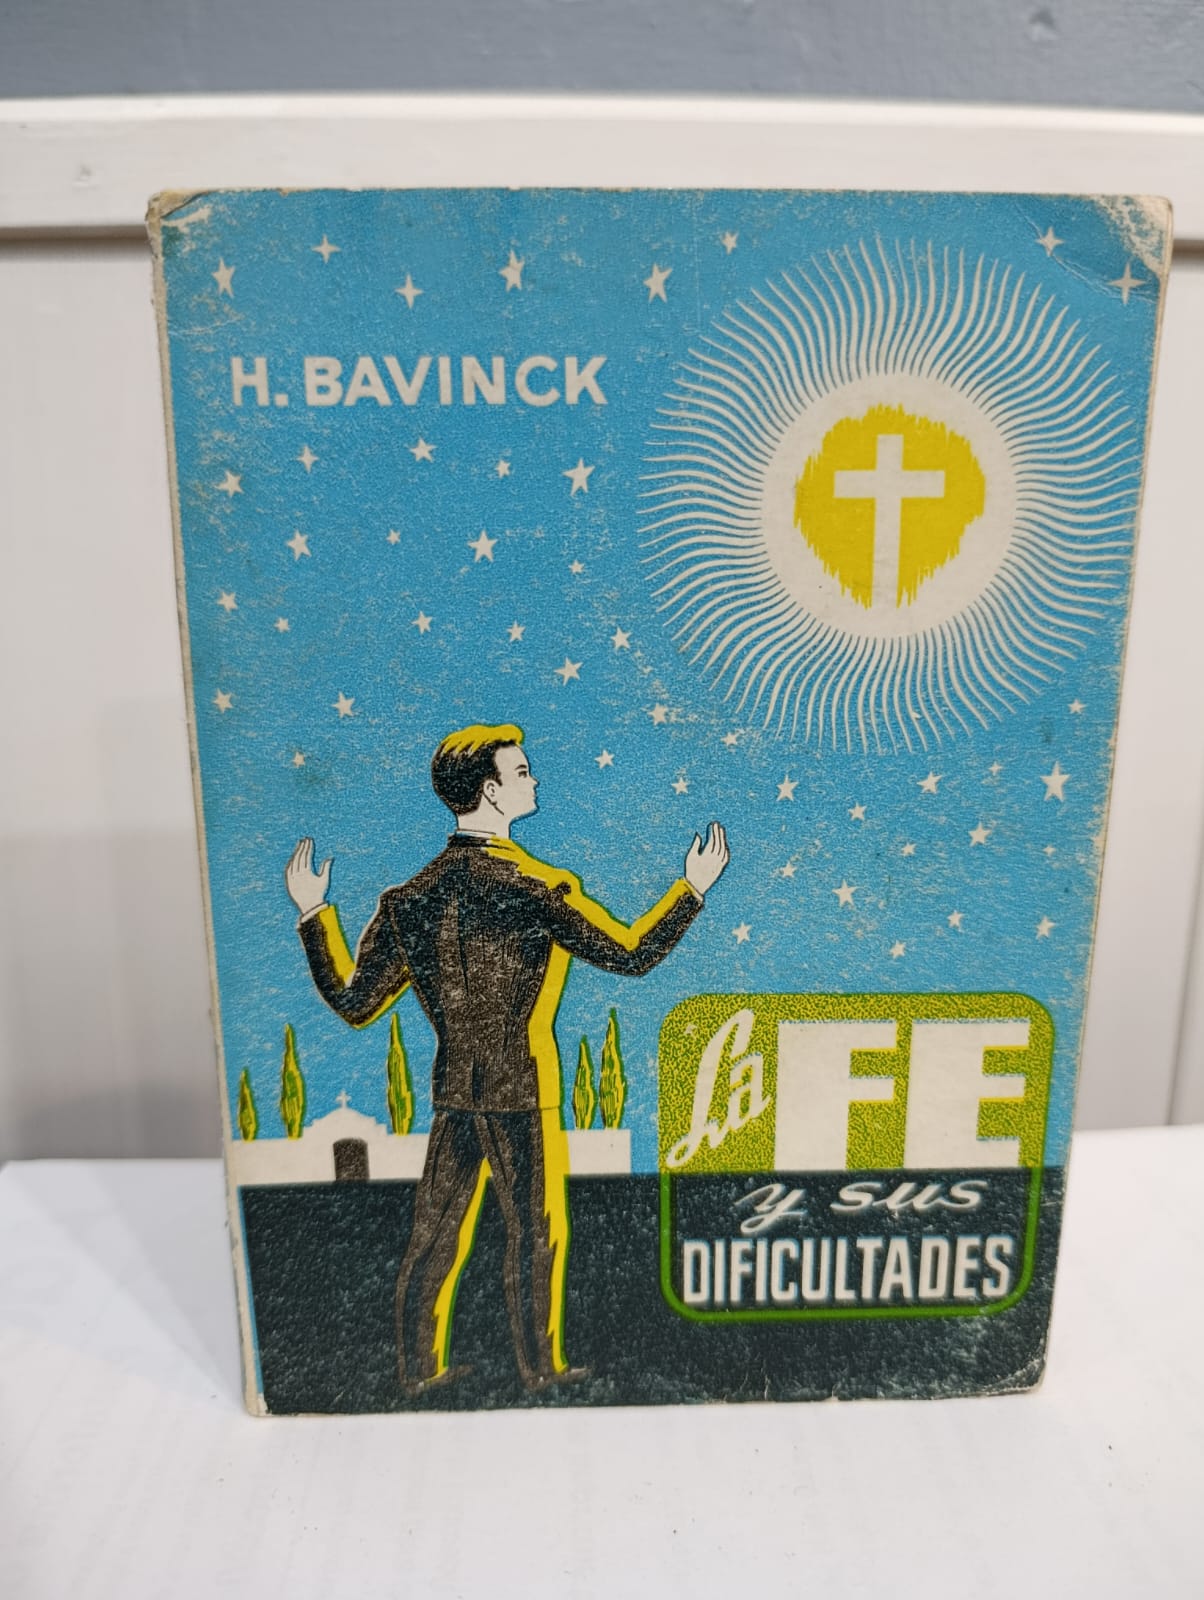 H. BAVINCK
La FE
y sus
DIFICULTADES